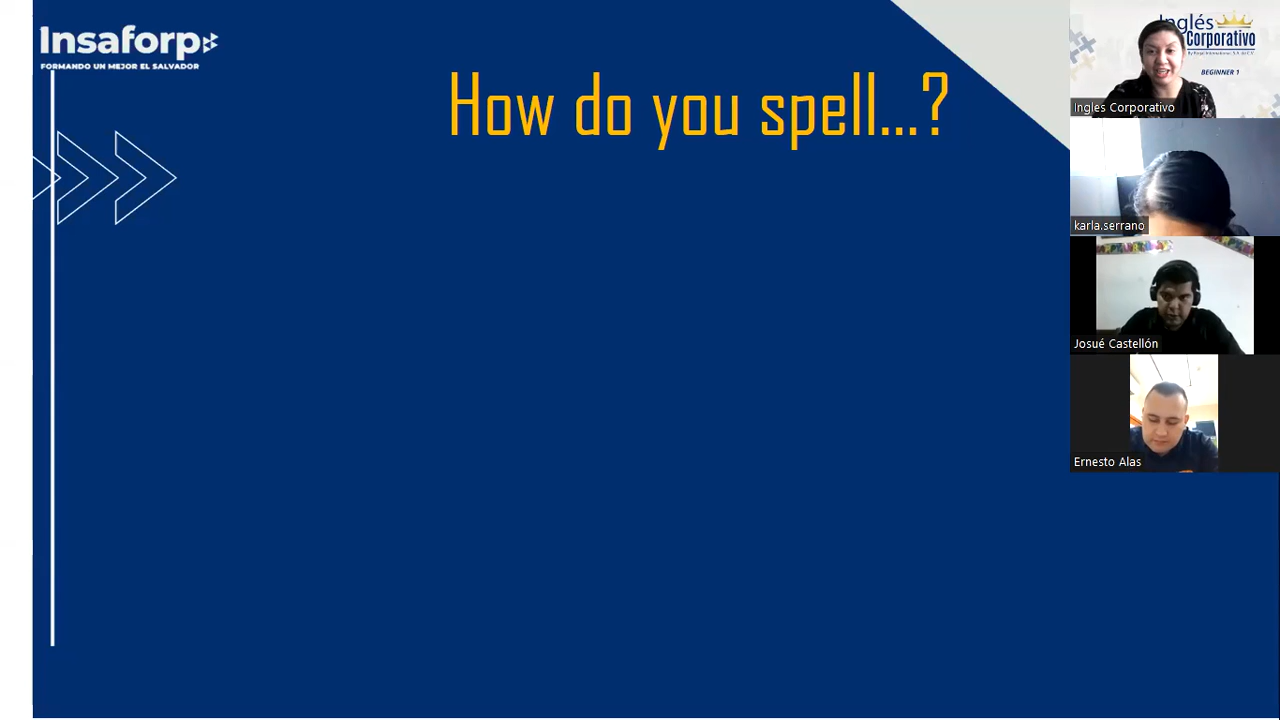 Insaforp
FORMANDO UN MEJOR EL SALVADOR
How do you spell...?
Inglés
Corporativo
BEGINNER 1
Ingles Corporativo
karla.serrano
Josué Castellón
Ernesto Alas